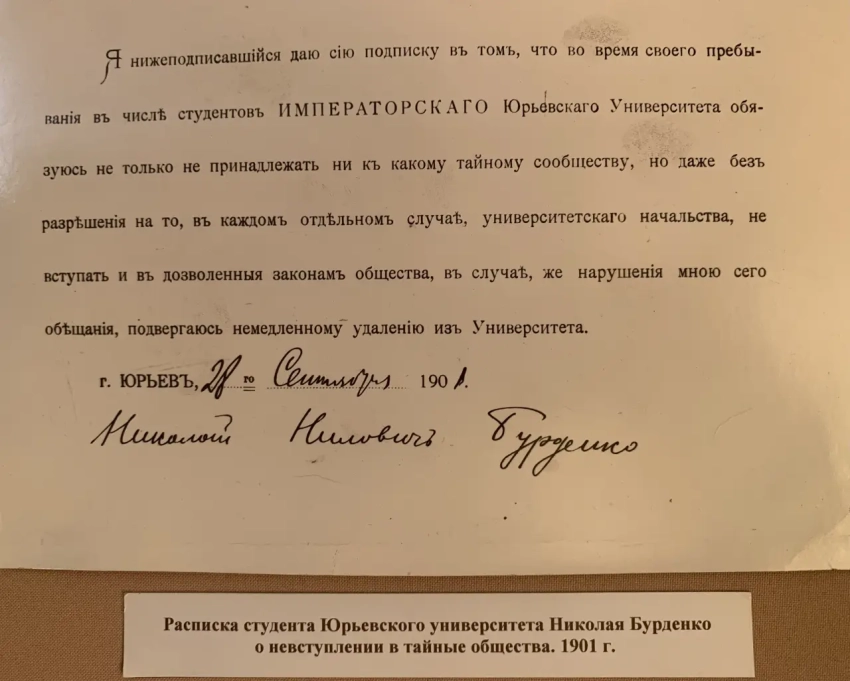 Я нижеподписавшійся даю сію подписку въ томъ, что во время своего пребы-
ванія въ числѣ студентовъ ИМПЕРАТОРСКАГО Юрьевскаго Университета обя-
зуюсь не только не принадлежать ни къ какому тайному сообществу, но даже безъ
разрѣшенія на то, въ каждомъ отдѣльномъ случаѣ, университетскаго начальства, не
вступать и въ дозволенныя законамъ общества, въ случаѣ, же нарушенія мною сего
обѣщанія, подвергаюсь немедленному удаленію изъ Университета.
г. ЮРЬЕВЪ, 28 го Сентября 1901.
Николай Ниловичъ Бурденко
Расписка студента Юрьевского университета Николая Бурденко
о невступлении в тайные общества. 1901 г.